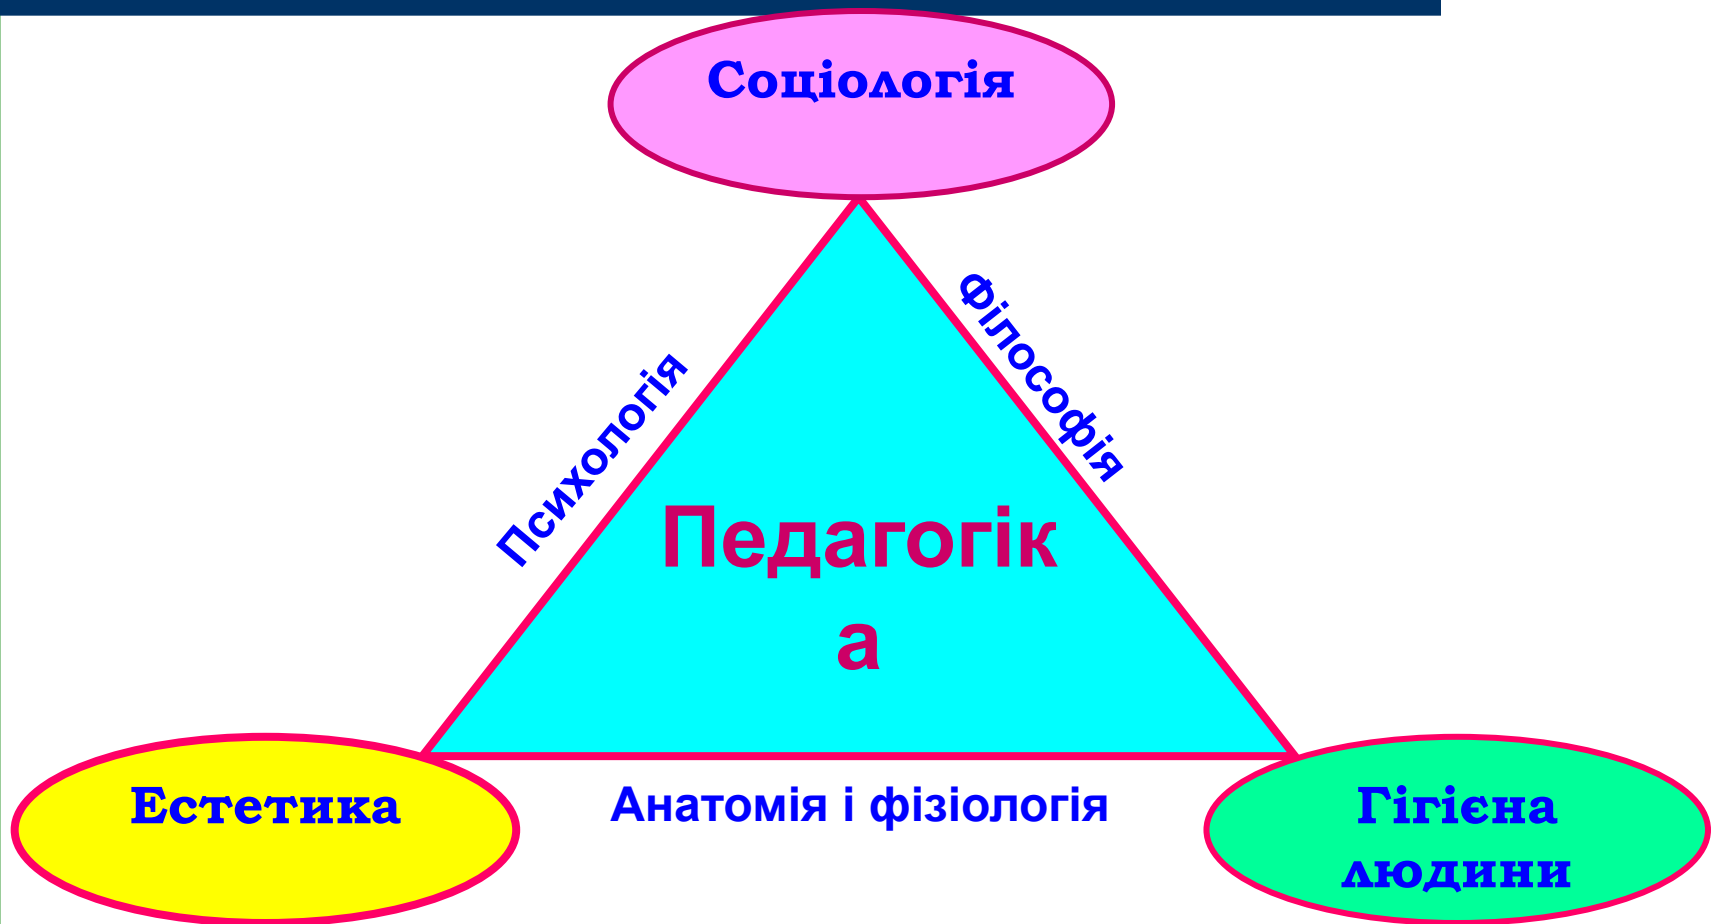 Соціологія
Філософія
Психологія
Педагогік
а
Естетика
Анатомія і фізіологія
Гігієна
людини